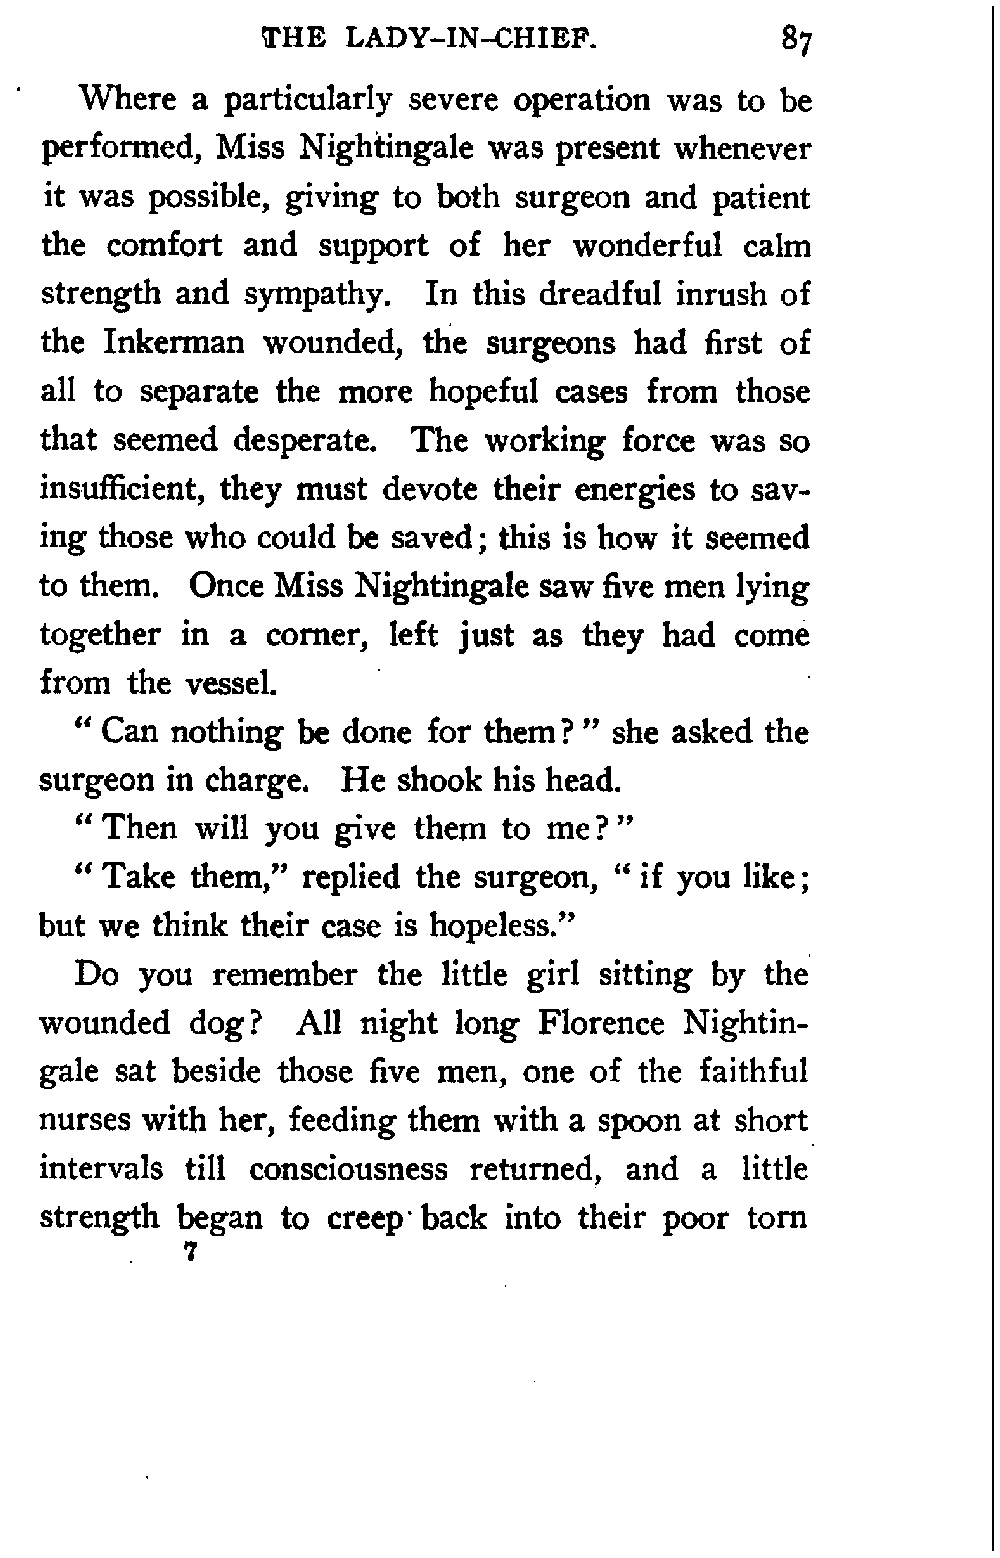 THE LADY-IN-CHIEF. 87
Where a particularly severe operation was to be
performed, Miss Nightingale was present whenever
it was possible, giving to both surgeon and patient
the comfort and support of her wonderful calm
strength and sympathy. In this dreadful inrush of
the Inkerman wounded, the surgeons had first of
all to separate the more hopeful cases from those
that seemed desperate. The working force was so
insufficient, they must devote their energies to sav-
ing those who could be saved; this is how it seemed
to them. Once Miss Nightingale saw five men lying
together in a corner, left just as they had come
from the vessel.
“ Can nothing be done for them? ” she asked the
surgeon in charge. He shook his head.
“ Then will you give them to me? ”
“ Take them,” replied the surgeon, “ if you like;
but we think their case is hopeless.”
Do you remember the little girl sitting by the
wounded dog? All night long Florence Nightin-
gale sat beside those five men, one of the faithful
nurses with her, feeding them with a spoon at short
intervals till consciousness returned, and a little
strength began to creep back into their poor torn
7